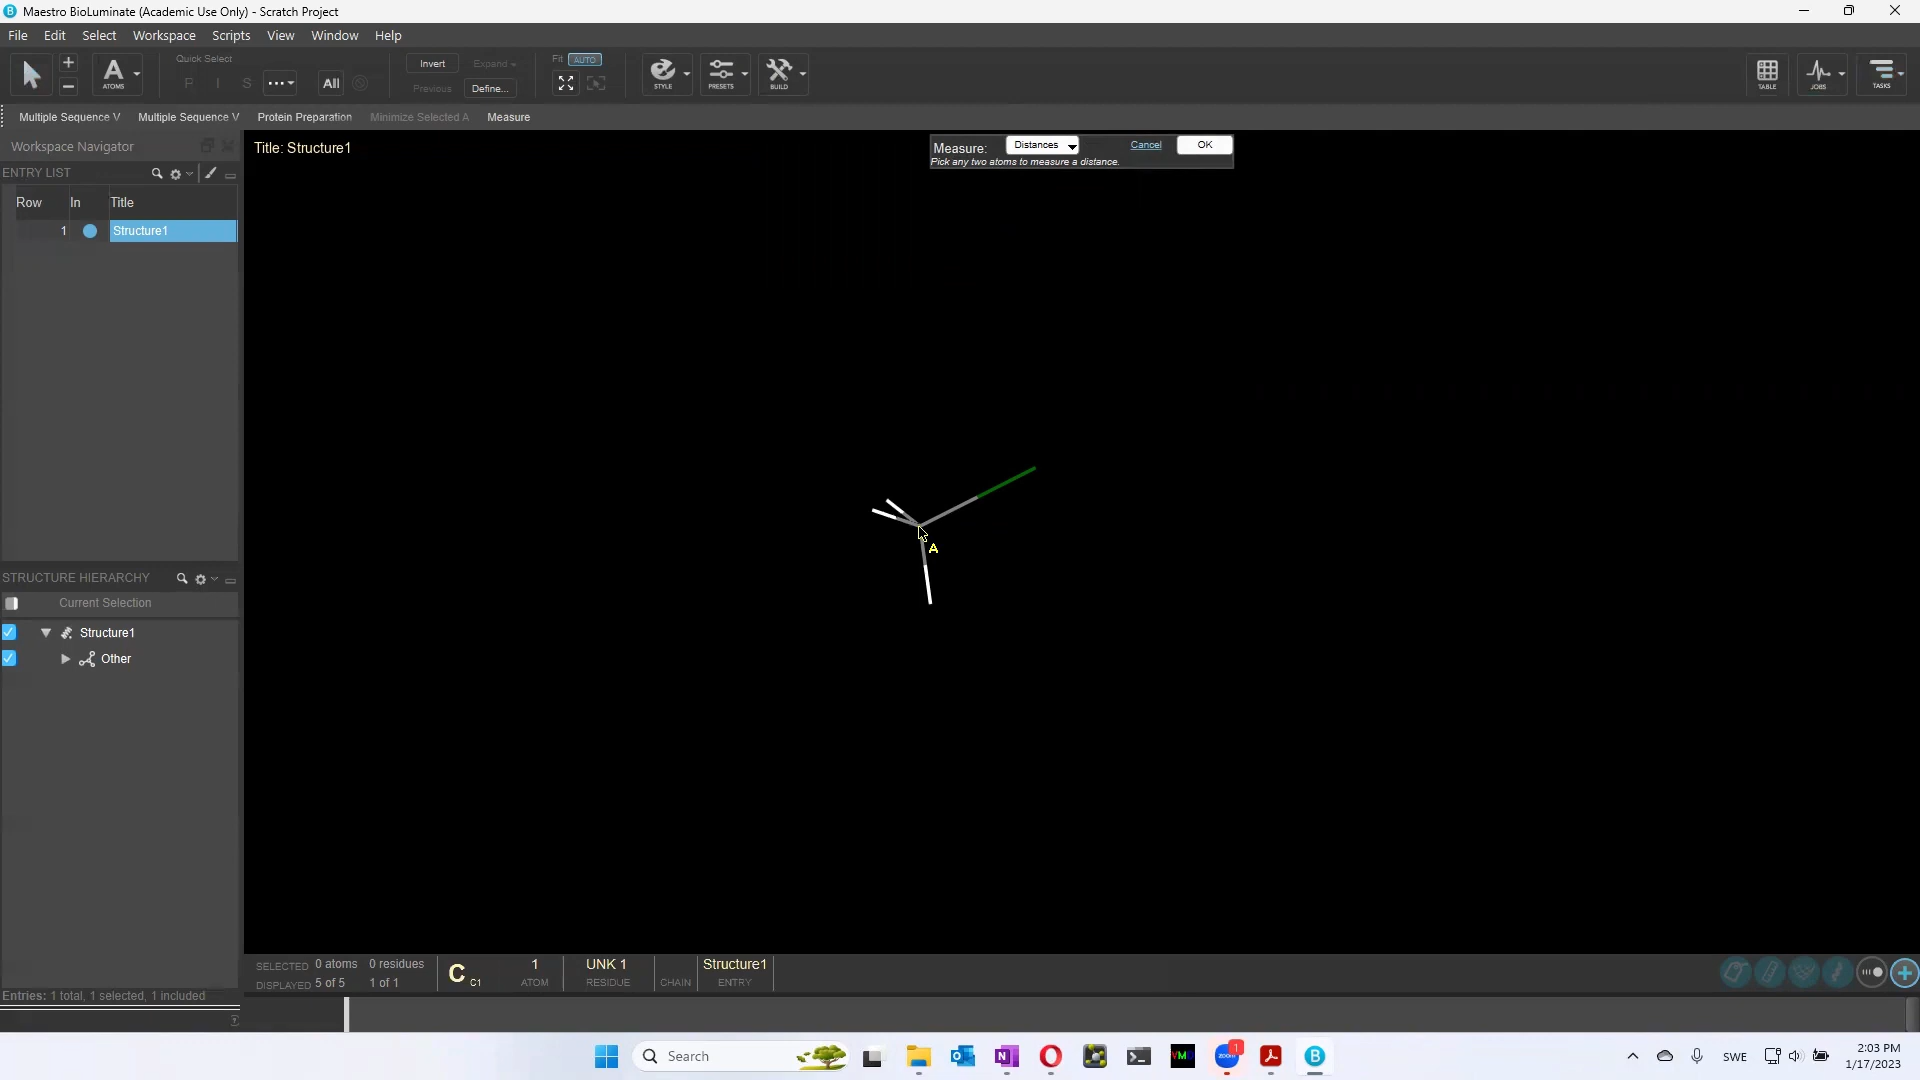 Maestro BioLuminate (Academic Use Only) - Scratch Project
File Edit Select Workspace Scripts View Window Help
Quick Select
Invert Expand
Fit AUTO
ATOMS
R I S
All
Previous Define...
STYLE PRESETS BUILD
TABLE JOBS TASKS
Multiple Sequence V Multiple Sequence V Protein Preparation Minimize Selected A Measure
Workspace Navigator
Title: Structure1
Measure: Distances Cancel OK
Pick any two atoms to measure a distance.
ENTRY LIST
Row In Title
1 Structure1
A
STRUCTURE HIERARCHY
Current Selection
Structure1
Other
SELECTED 0 atoms 0 residues
DISPLAYED 5 of 5 1 of 1
C C1
1
ATOM
UNK 1
RESIDUE
CHAIN
Structure1
ENTRY
Entries: 1 total, 1 selected, 1 included
Search
zoom
1
SWE
2:03 PM
1/17/2023